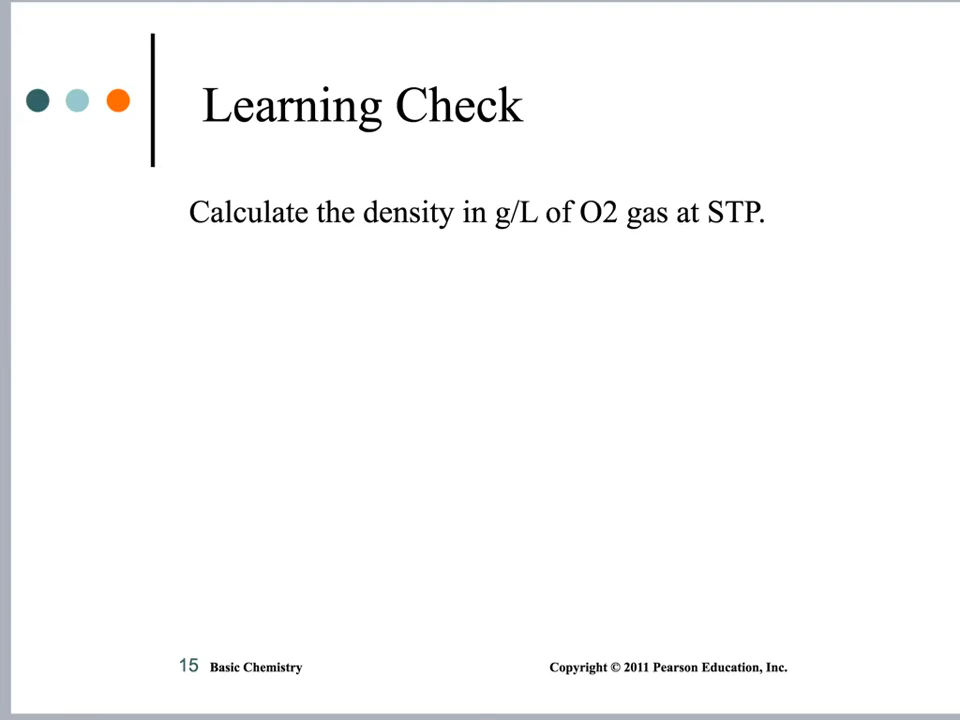 Learning Check
Calculate the density in g/L of O2 gas at STP.
15 Basic Chemistry
Copyright © 2011 Pearson Education, Inc.